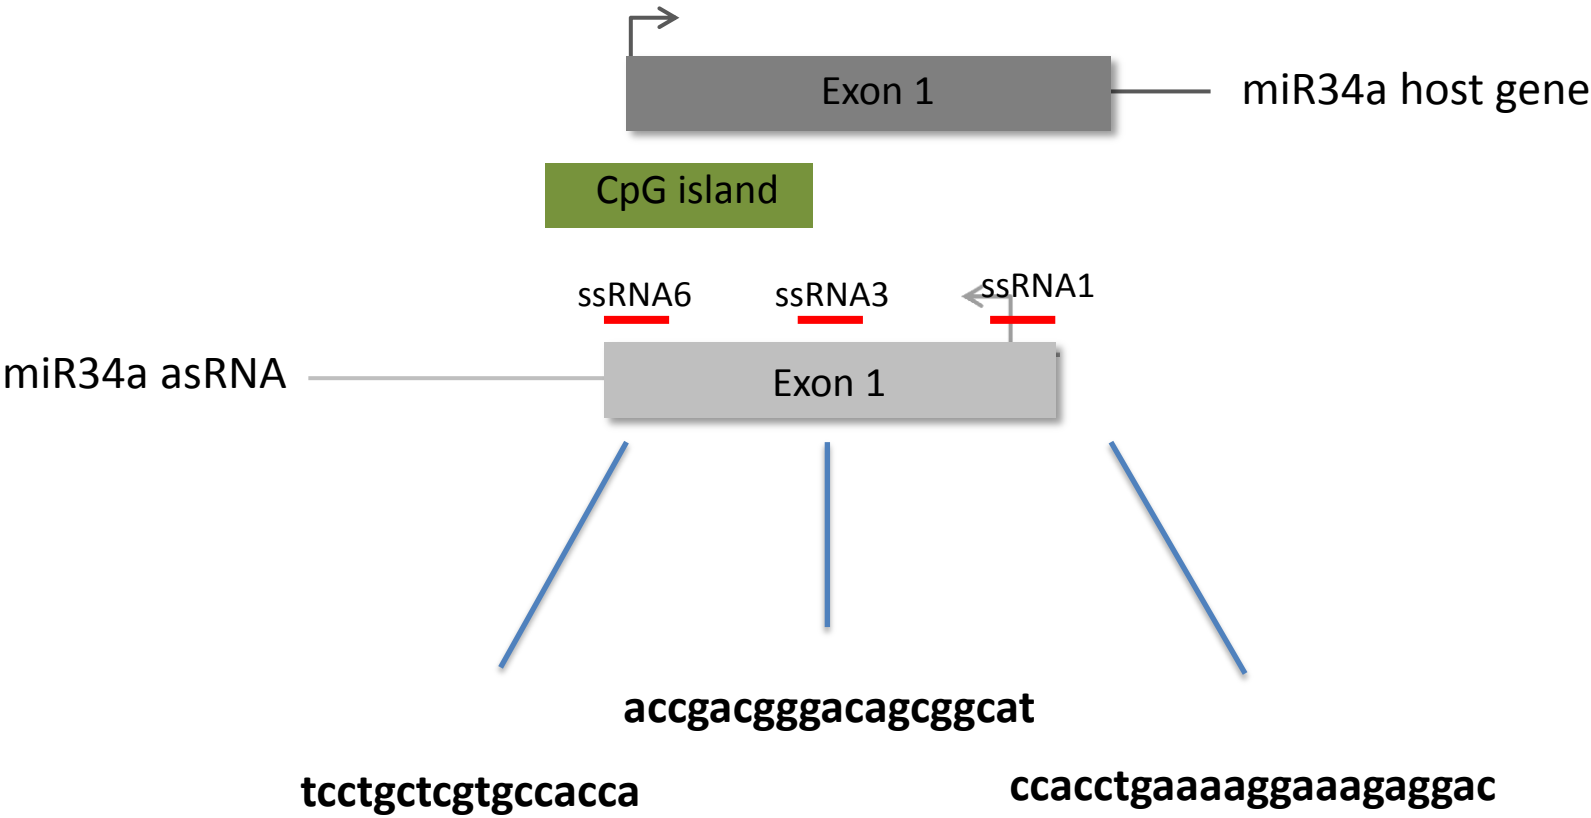 Exon 1
miR34a host gene
CpG island
ssRNA6
ssRNA3
ssRNA1
miR34a asRNA
Exon 1
accgacgggacagcggcat
tcctgctcgtgccacca
ccacctgaaaaggaaagaggac